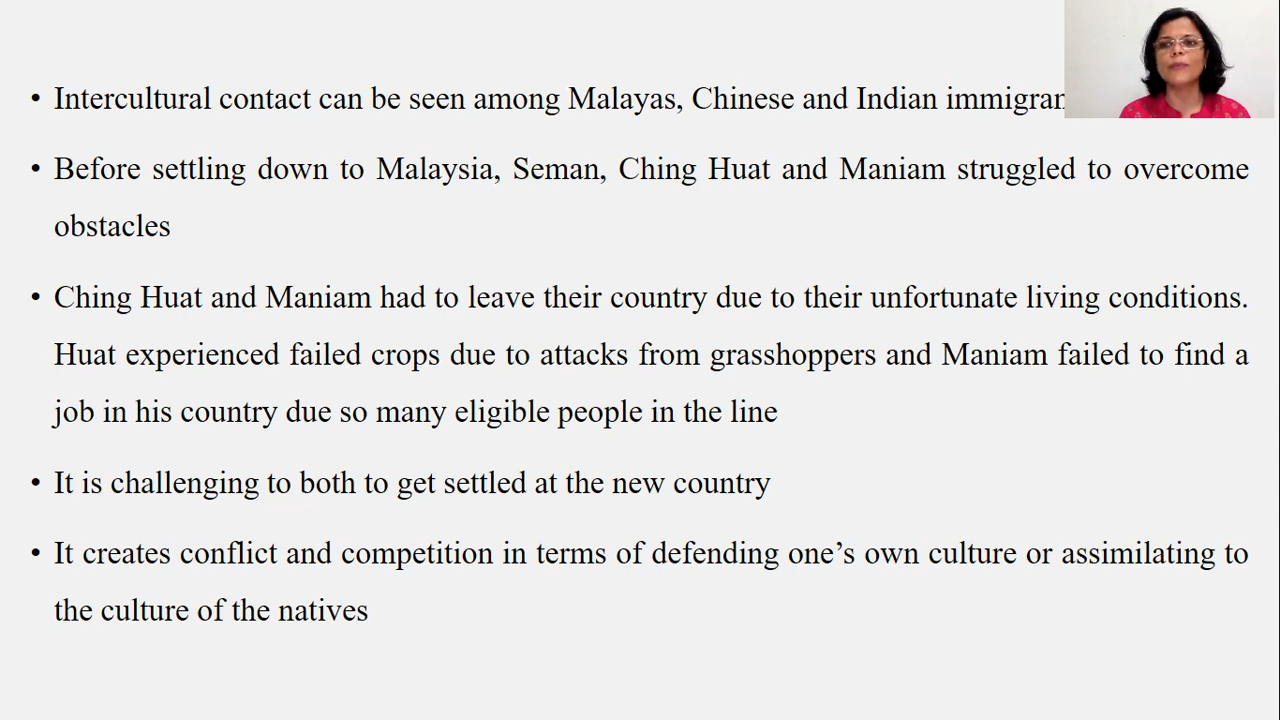 • Intercultural contact can be seen among Malayas, Chinese and Indian
• Before settling down to Malaysia, Seman, Ching Huat and Maniam struggled to overcome
obstacles
• Ching Huat and Maniam had to leave their country due to their unfortunate living conditions.
Huat experienced failed crops due to attacks from grasshoppers and Maniam failed to find a
job in his country due so many eligible people in the line
• It is challenging to both to get settled at the new country
• It creates conflict and competition in terms of defending one’s own culture or assimilating to
the culture of the natives